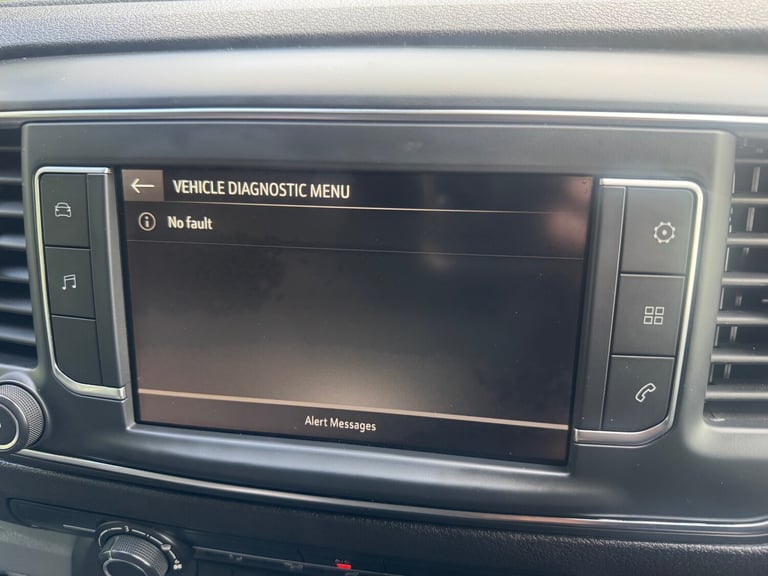 VEHICLE DIAGNOSTIC MENU
No fault
Alert Messages